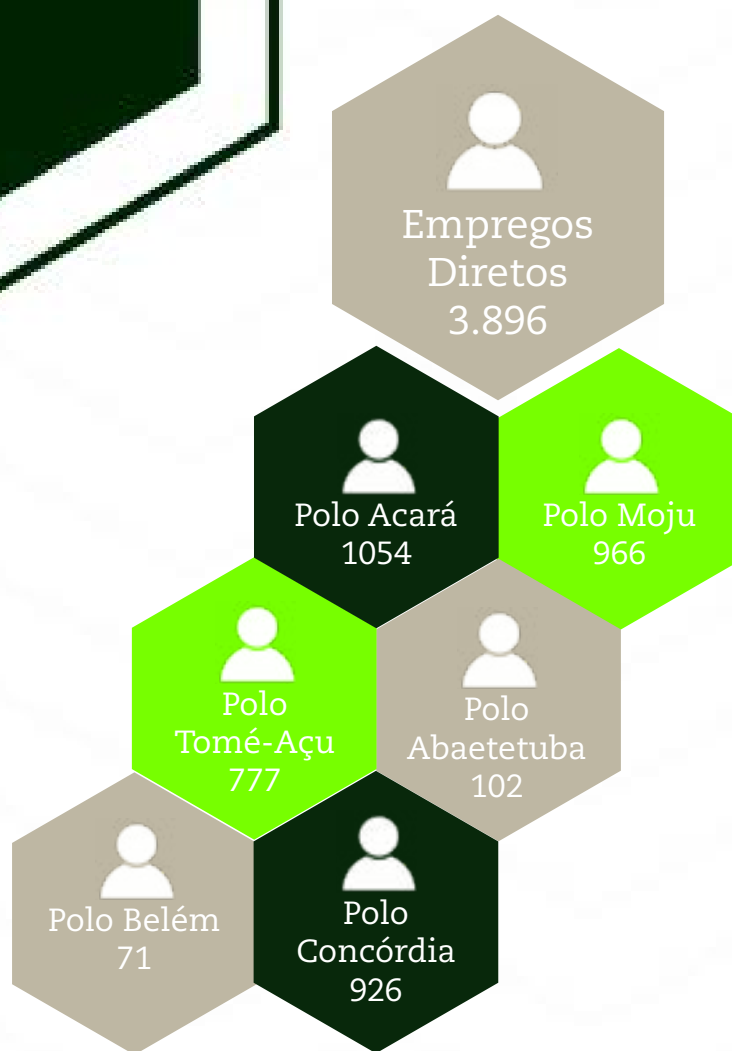 Empregos
Diretos
3.896
Polo Acará
1054
Polo Moju
966
Polo
Tomé-Açu
777
Polo
Abaetetuba
102
Polo Belém
71
Polo
Concórdia
926